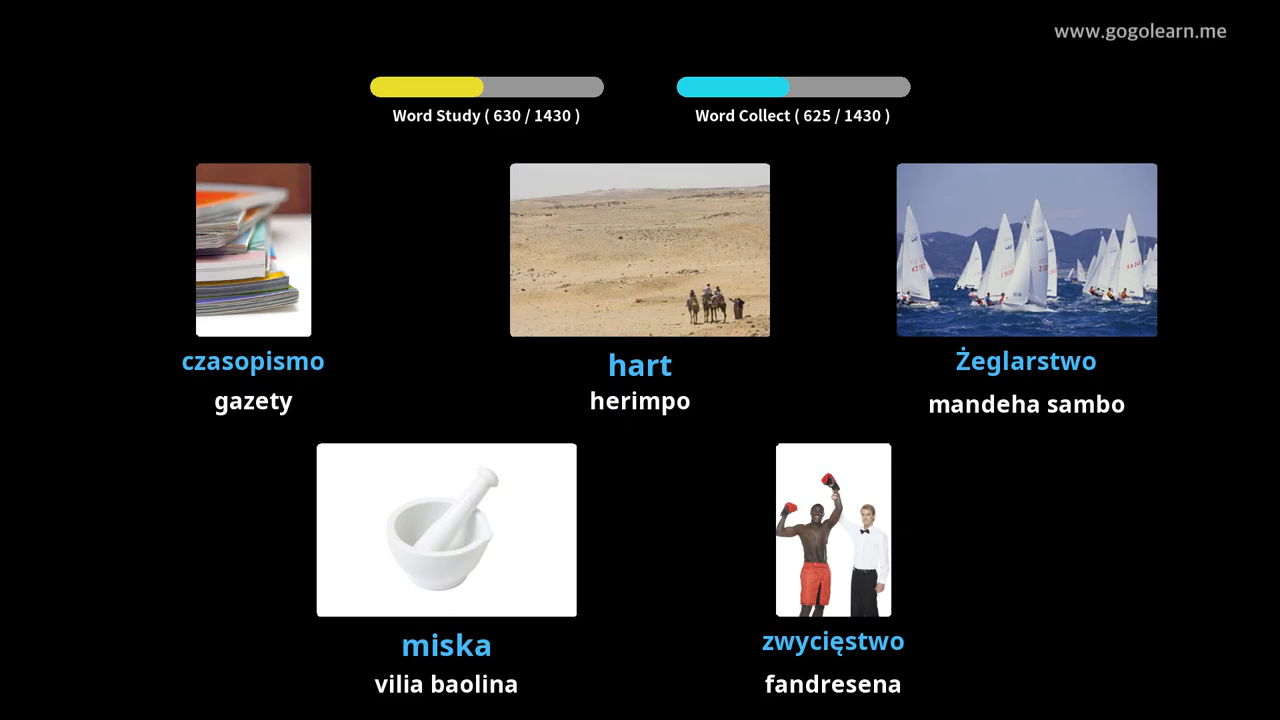 www.gogolearn.me
Word Study ( 630 / 1430 )
Word Collect ( 625 / 1430 )
czasopismo
gazety
hart
herimpo
Żeglarstwo
mandeha sambo
miska
vilia baolina
zwycięstwo
fandresena